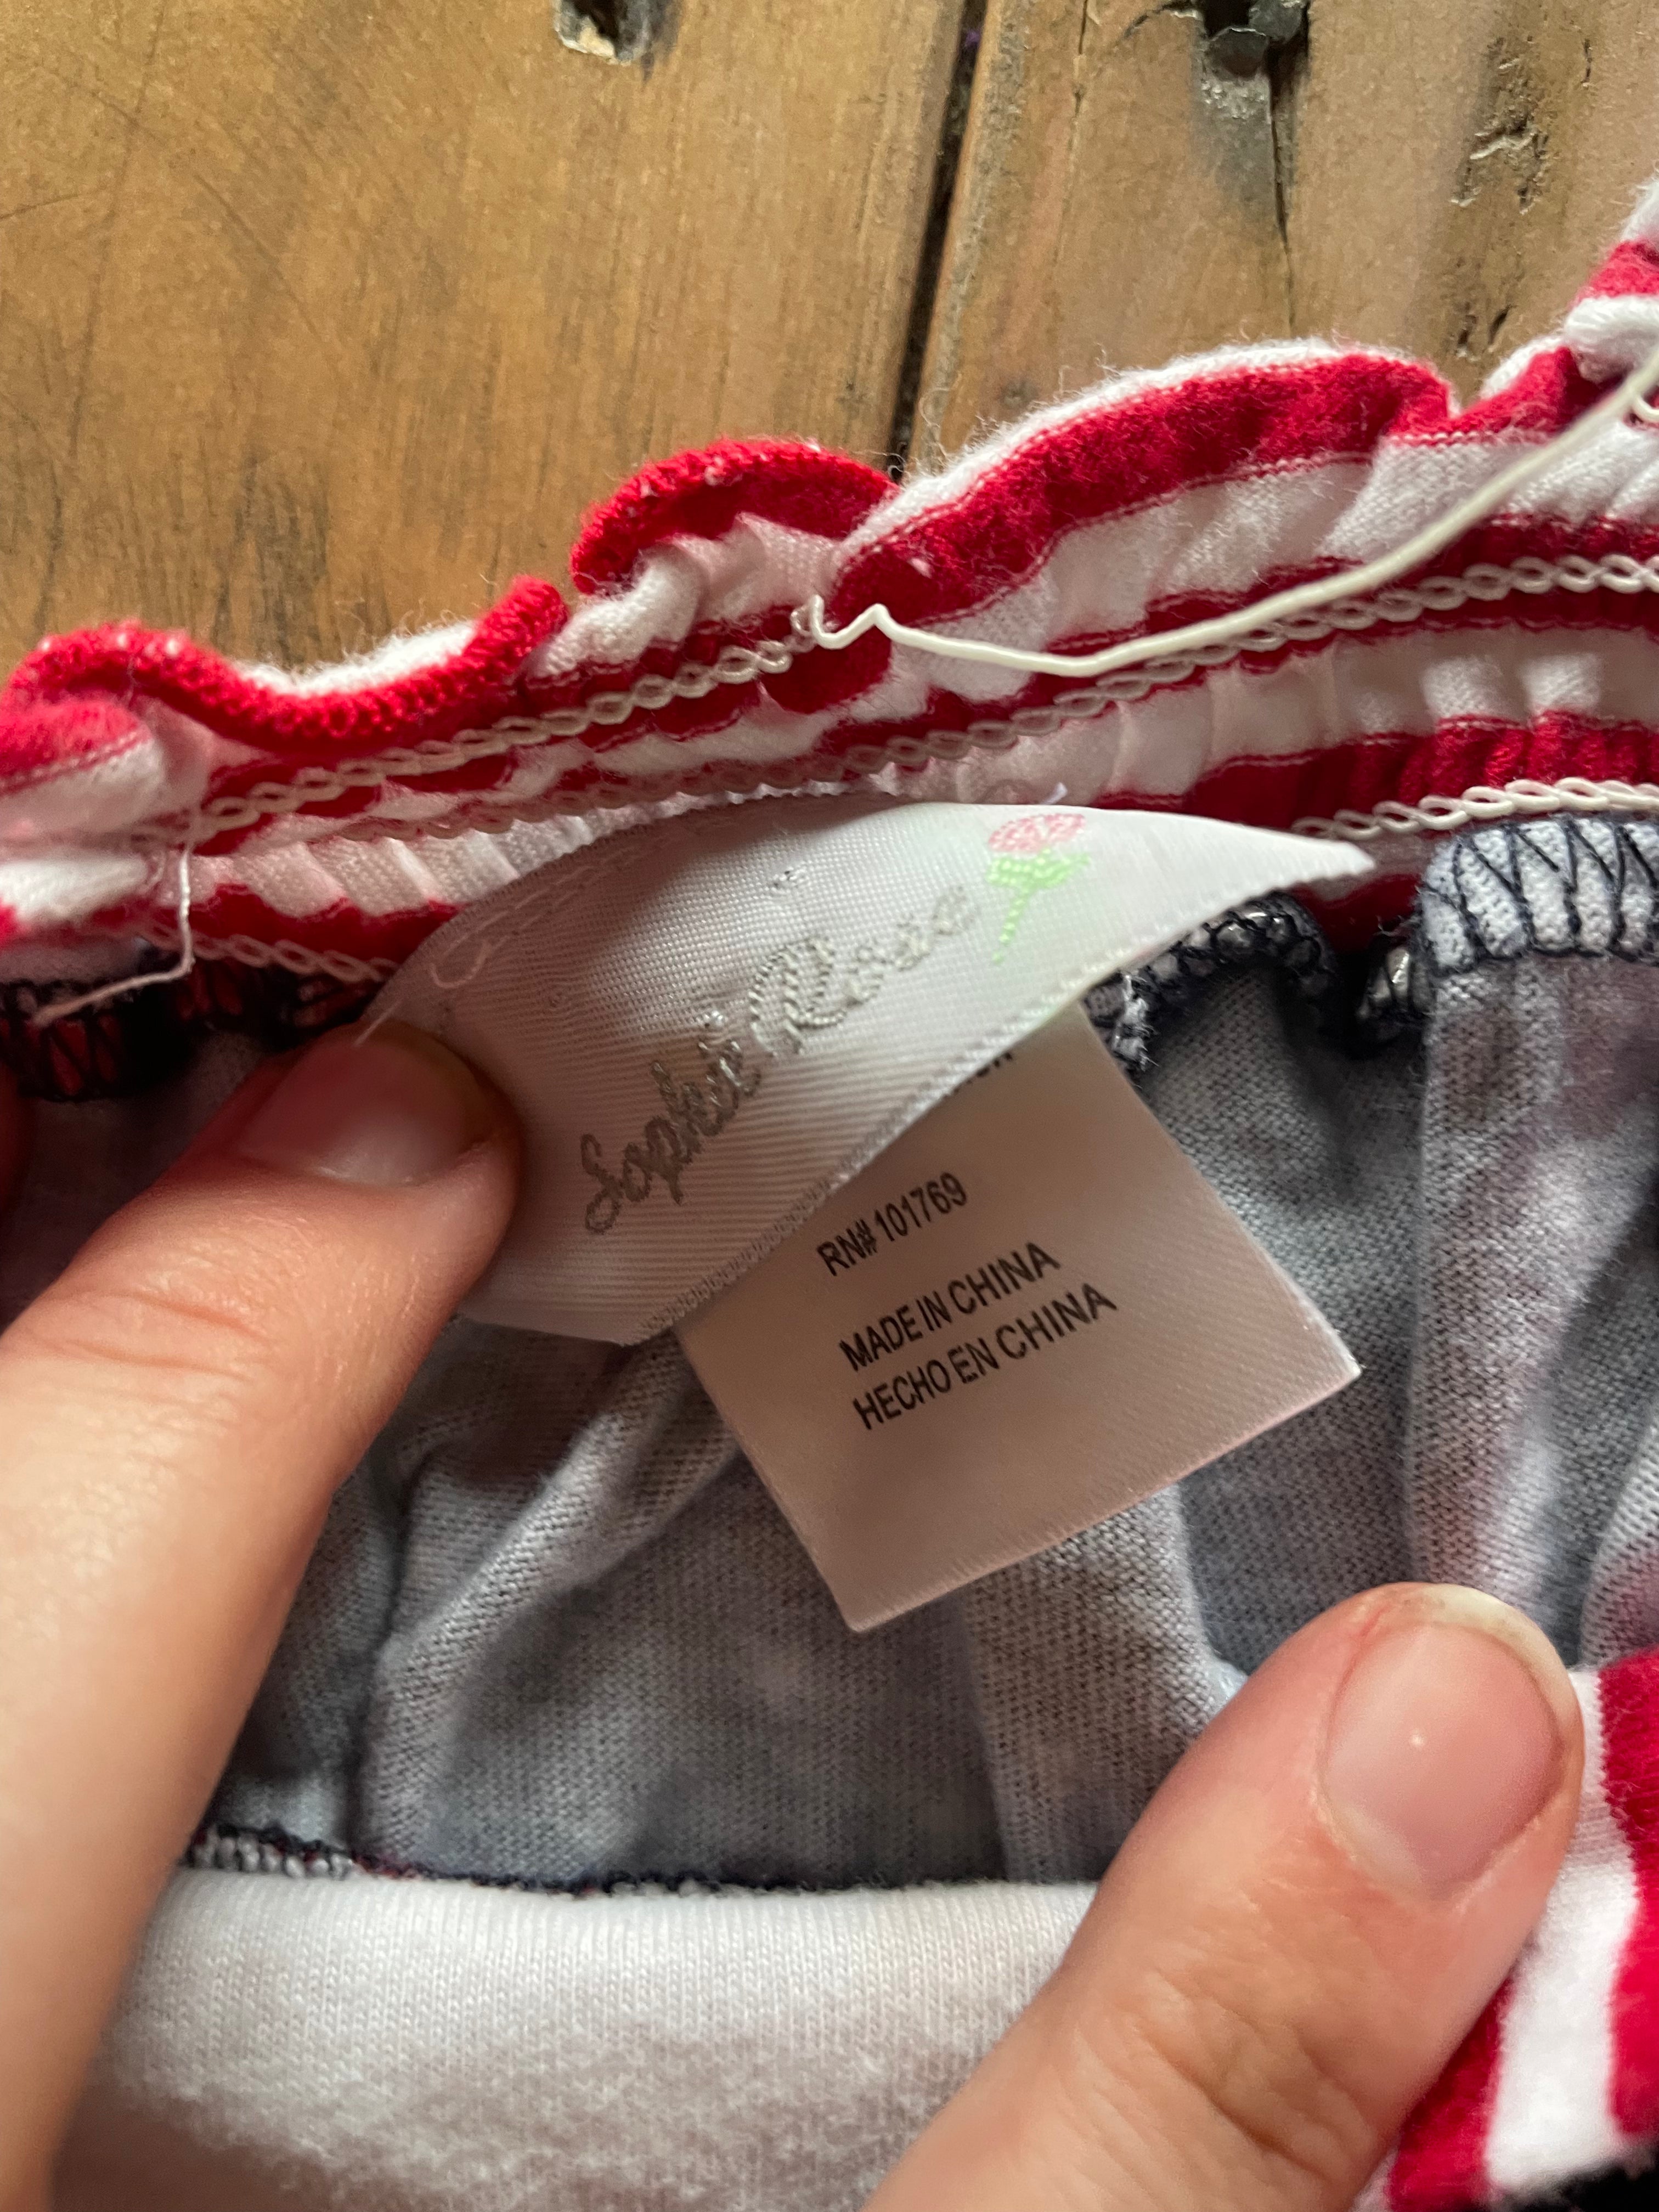 Sophie Rose
RN# 101769
MADE IN CHINA
HECHO EN CHINA